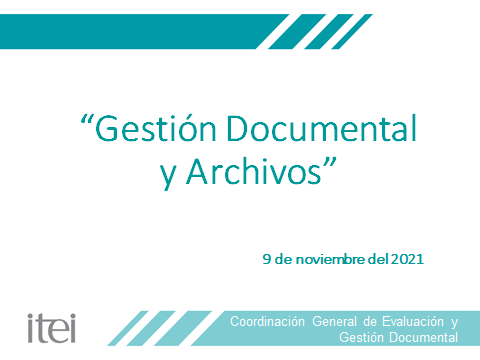 “Gestión Documental
y Archivos”
9 de noviembre del 2021
itei
Coordinación General de Evaluación y
Gestión Documental